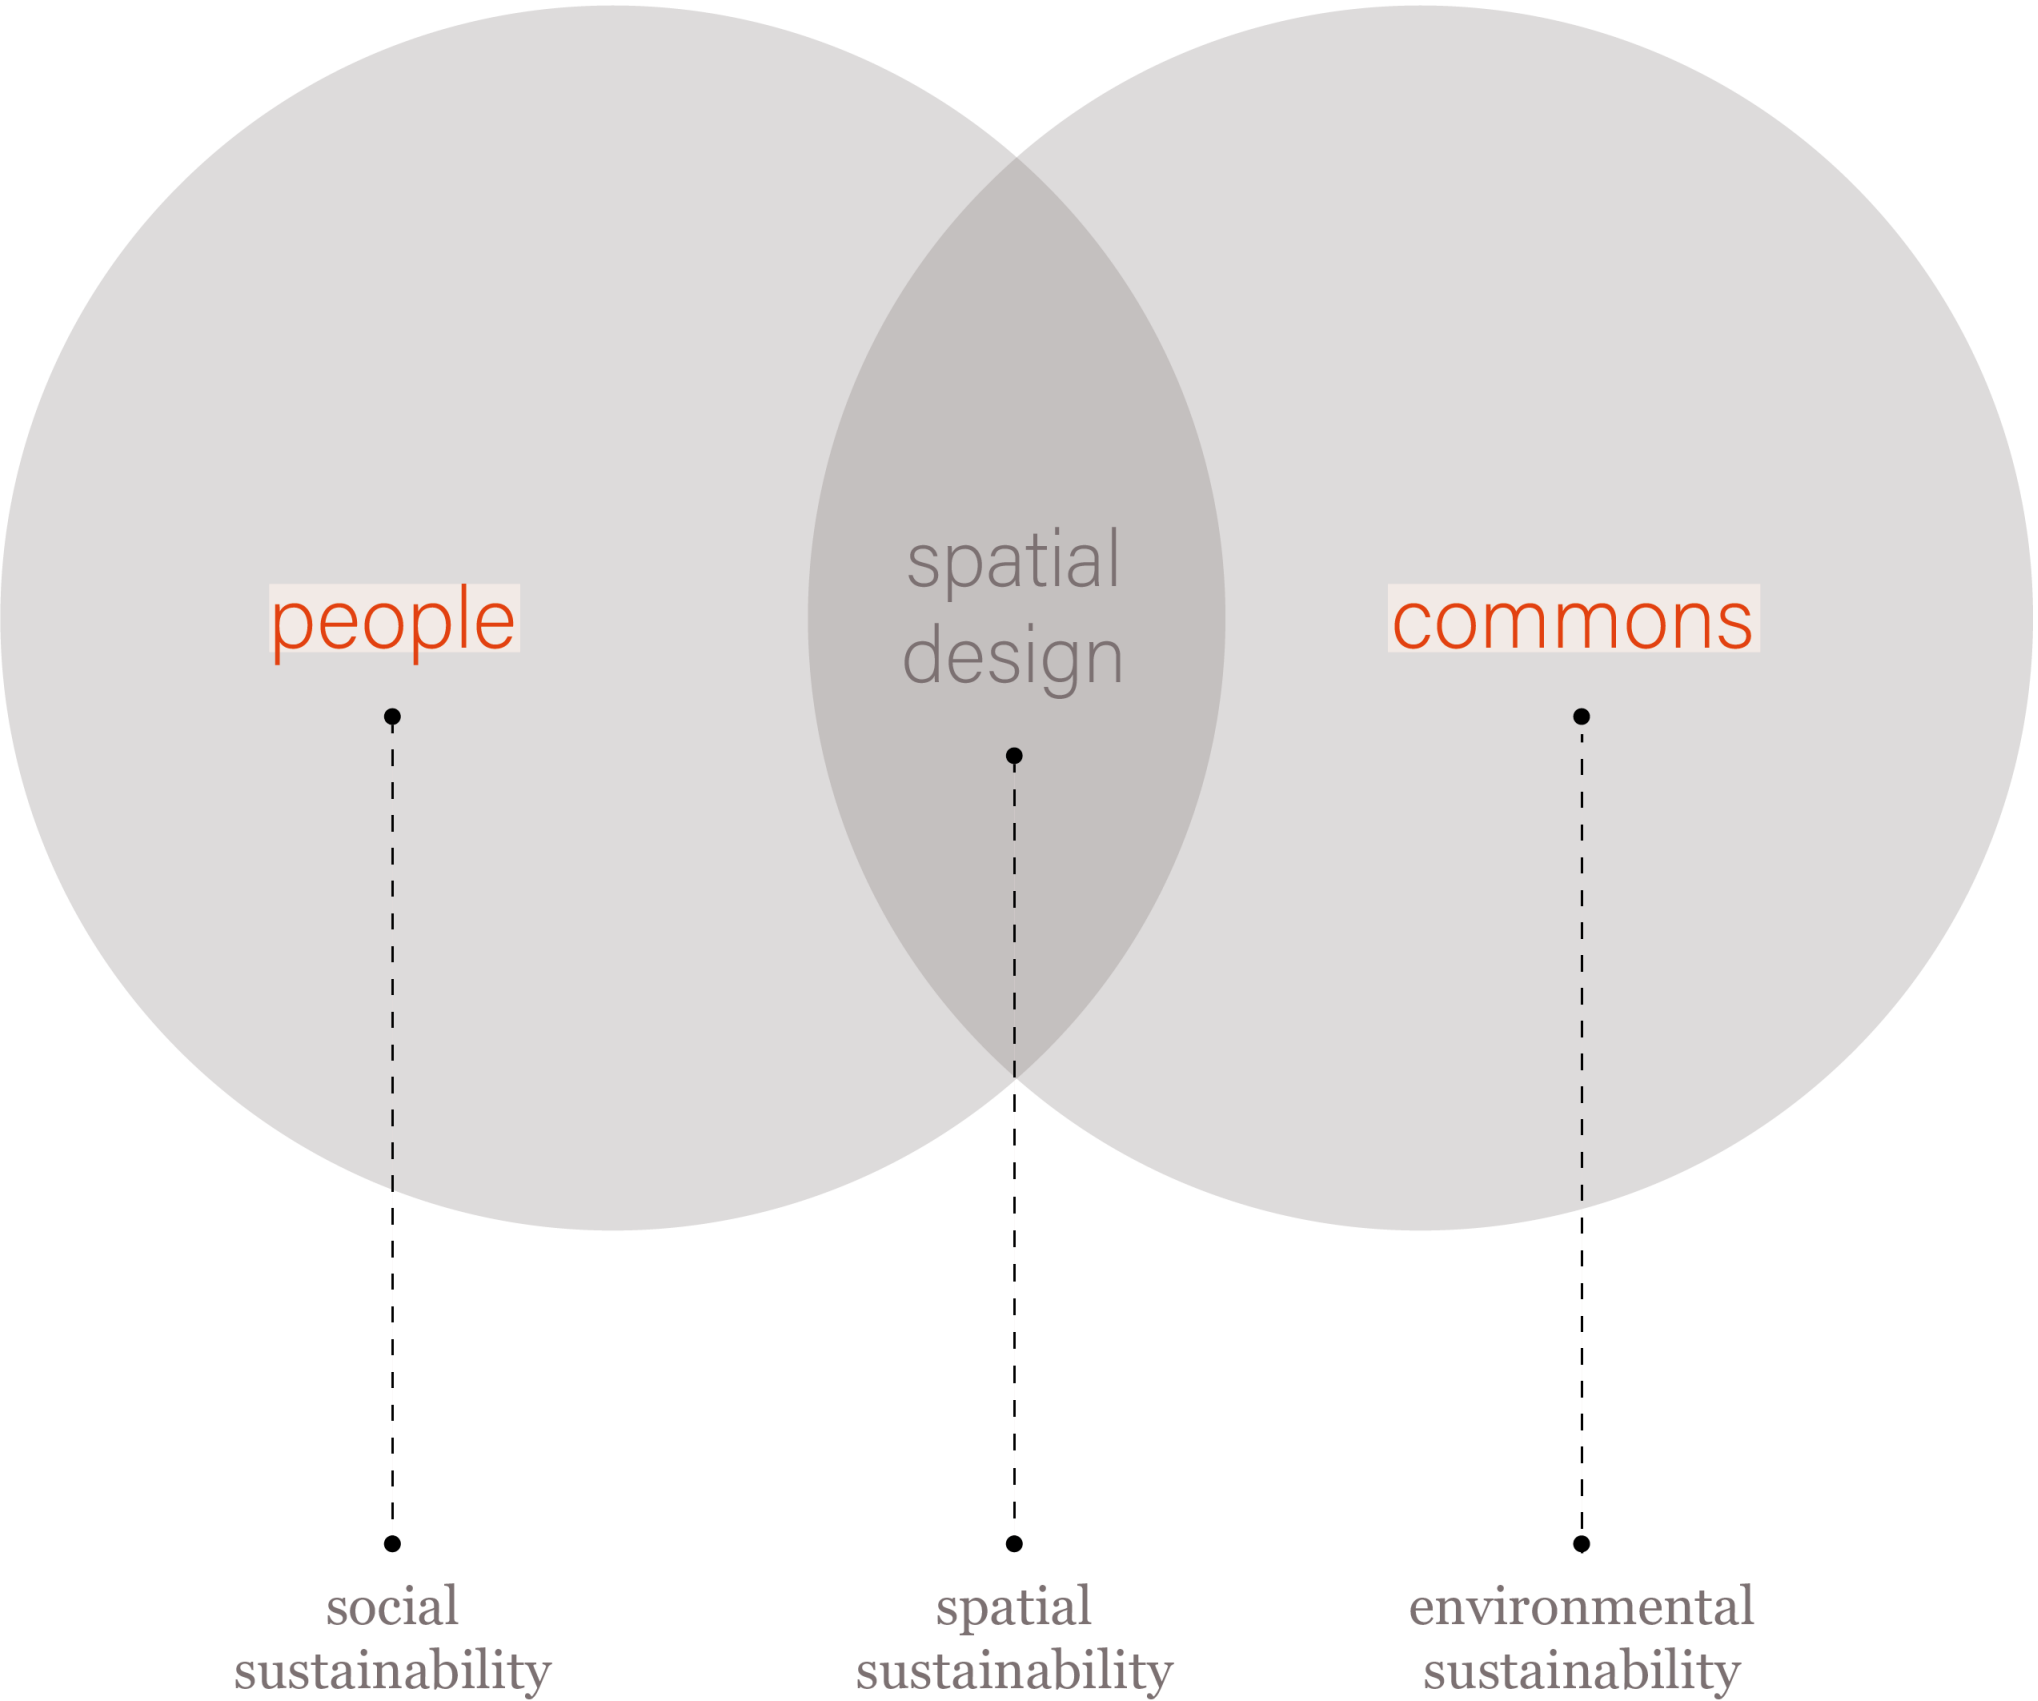 people
spatial
design
commons
social
sustainability
spatial
sustainability
environmental
sustainability